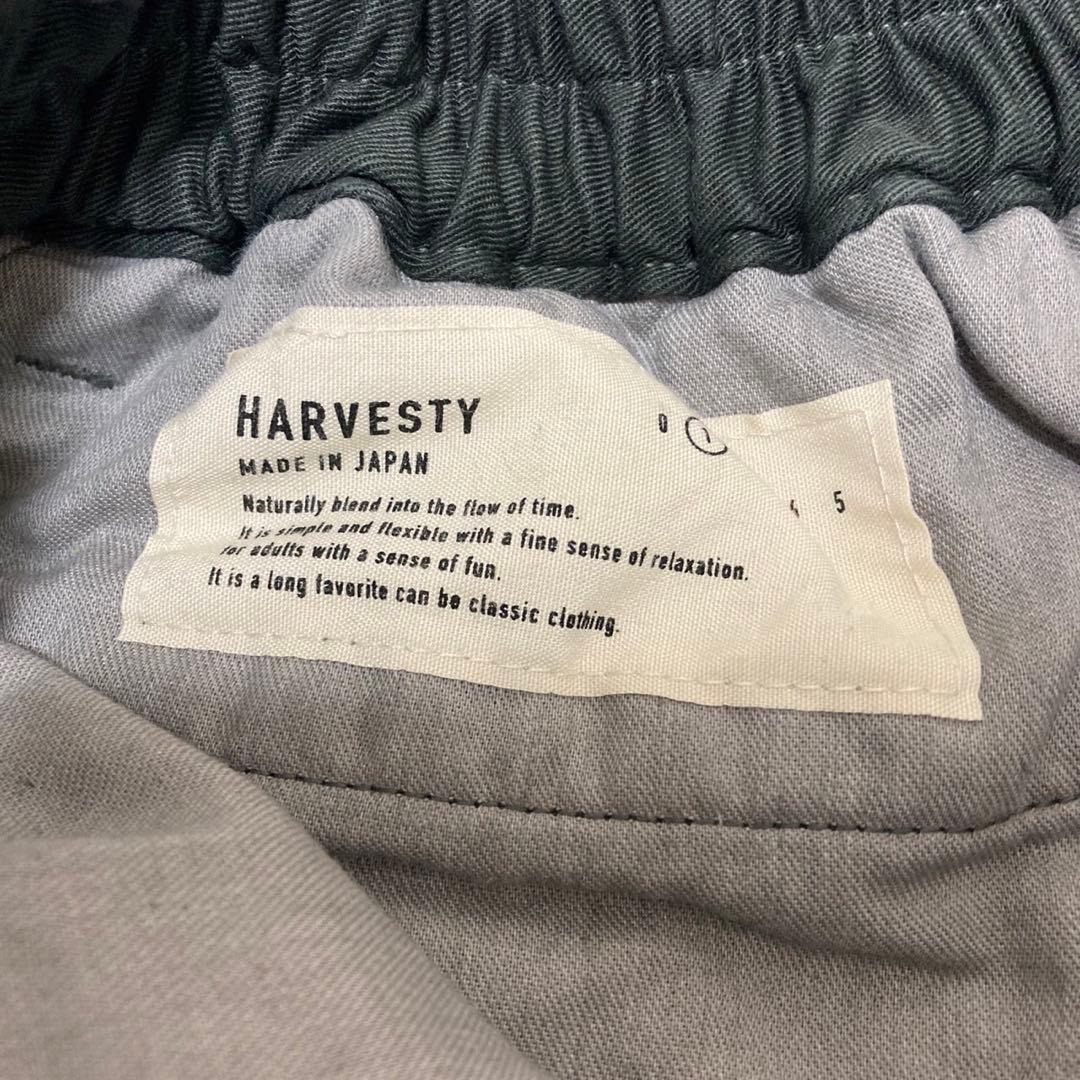 HARVESTY
0 1
MADE IN JAPAN
4 5
Naturally blend into the flow of time.
It is simple and flexible with a fine sense of relaxation.
for adults with a sense of fun.
It is a long favorite can be classic clothing.